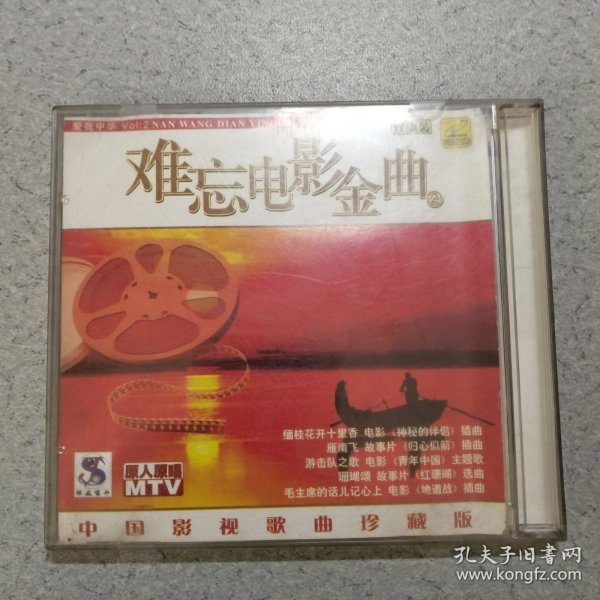 爱我中华 Vol:2 NAN WANG DIAN YIN
难忘电影金曲②
缅桂花开十里香 电影《神秘的伴侣》插曲
雁南飞 故事片《归心似箭》插曲
游击队之歌 电影《青年中国》主题歌
珊瑚颂 故事片《红珊瑚》选曲
毛主席的话儿记心上 电影《地道战》插曲
原人原唱
MTV
中国影视歌曲珍藏版
孔夫子旧书网
www.kongfz.com